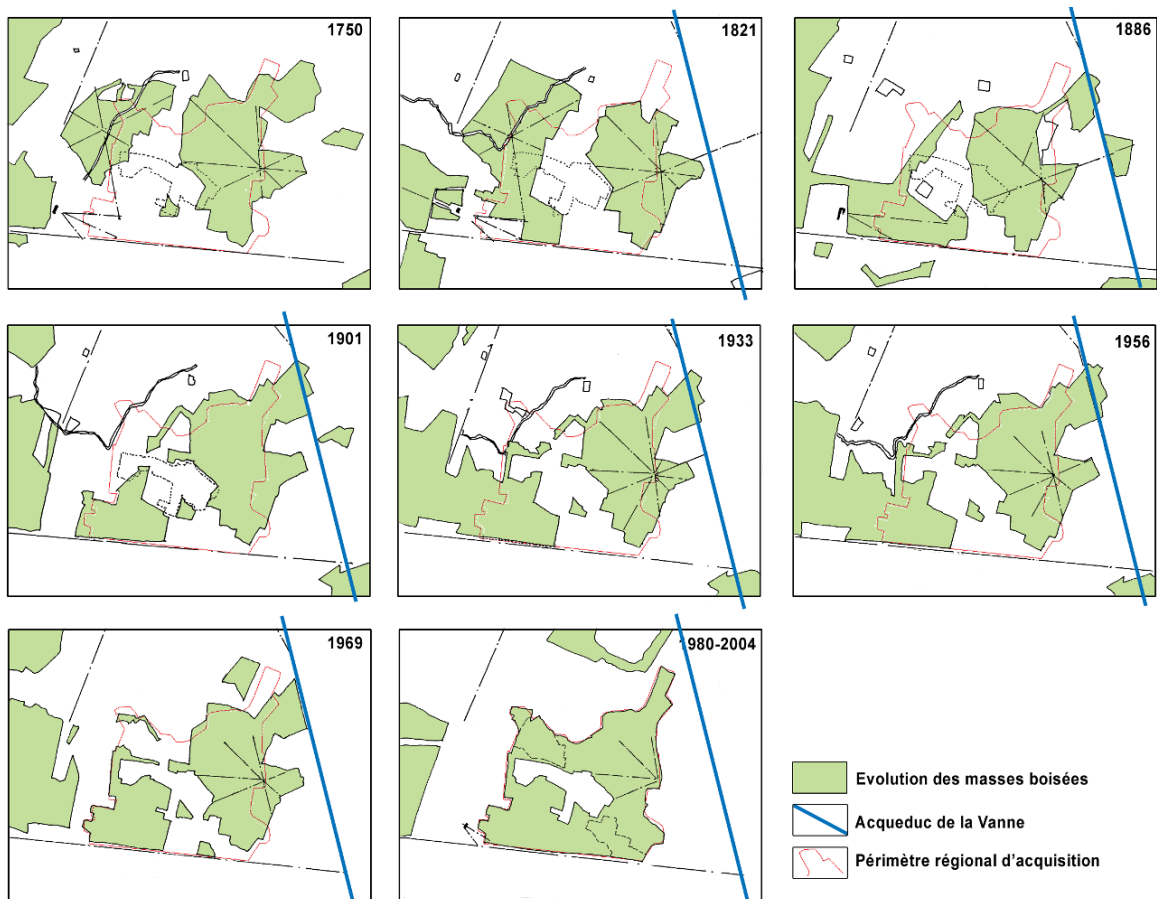 1750
1821
1886
1901
1933
1956
1969
1980-2004
Evolution des masses boisées
Acqueduc de la Vanne
Périmètre régional d'acquisition